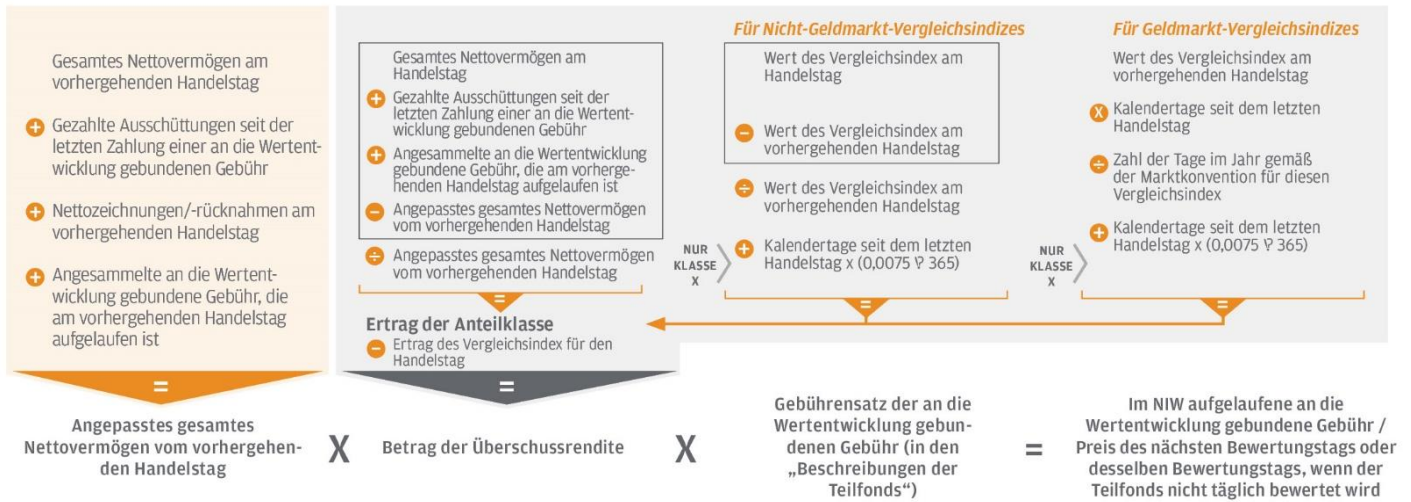 Gesamtes Nettovermögen am
vorhergehenden Handelstag
+ Gezahlte Ausschüttungen seit der
letzten Zahlung einer an die Wertent-
wicklung gebundenen Gebühr
+ Nettozeichnungen/-rücknahmen am
vorhergehenden Handelstag
+ Angesammelte an die Wertent-
wicklung gebundene Gebühr, die
am vorhergehenden Handelstag
aufgelaufen ist
=
Angepasstes gesamtes
Nettovermögen vom vorhergehen-
den Handelstag
X
Gesamtes Nettovermögen am
Handelstag
+ Gezahlte Ausschüttungen seit der
letzten Zahlung einer an die Wertent-
wicklung gebundenen Gebühr
+ Angesammelte an die Wertentwicklung
gebundene Gebühr, die am vorherge-
henden Handelstag aufgelaufen ist
− Angepasstes gesamtes Nettovermögen
vom vorhergehenden Handelstag
÷ Angepasstes gesamtes Nettovermögen
vom vorhergehenden Handelstag
=
Ertrag der Anteilklasse
− Ertrag des Vergleichsindex für den
Handelstag
=
Betrag der Überschussrendite
X
Für Nicht-Geldmarkt-Vergleichsindizes
Wert des Vergleichsindex am
Handelstag
− Wert des Vergleichsindex am
vorhergehenden Handelstag
÷ Wert des Vergleichsindex am
vorhergehenden Handelstag
NUR
KLASSE
X
+ Kalendertage seit dem letzten
Handelstag x (0,0075 ? 365)
=
Für Geldmarkt-Vergleichsindizes
Wert des Vergleichsindex am
vorhergehenden Handelstag
X Kalendertage seit dem letzten
Handelstag
÷ Zahl der Tage im Jahr gemäß
der Marktkonvention für diesen
Vergleichsindex
NUR
KLASSE
X
+ Kalendertage seit dem letzten
Handelstag x (0,0075 ? 365)
=
Gebührensatz der an die
Wertentwicklung gebun-
denen Gebühr (in den
„Beschreibungen der
Teilfonds“)
=
Im NIW aufgelaufene an die
Wertentwicklung gebundene Gebühr /
Preis des nächsten Bewertungstags oder
desselben Bewertungstags, wenn der
Teilfonds nicht täglich bewertet wird